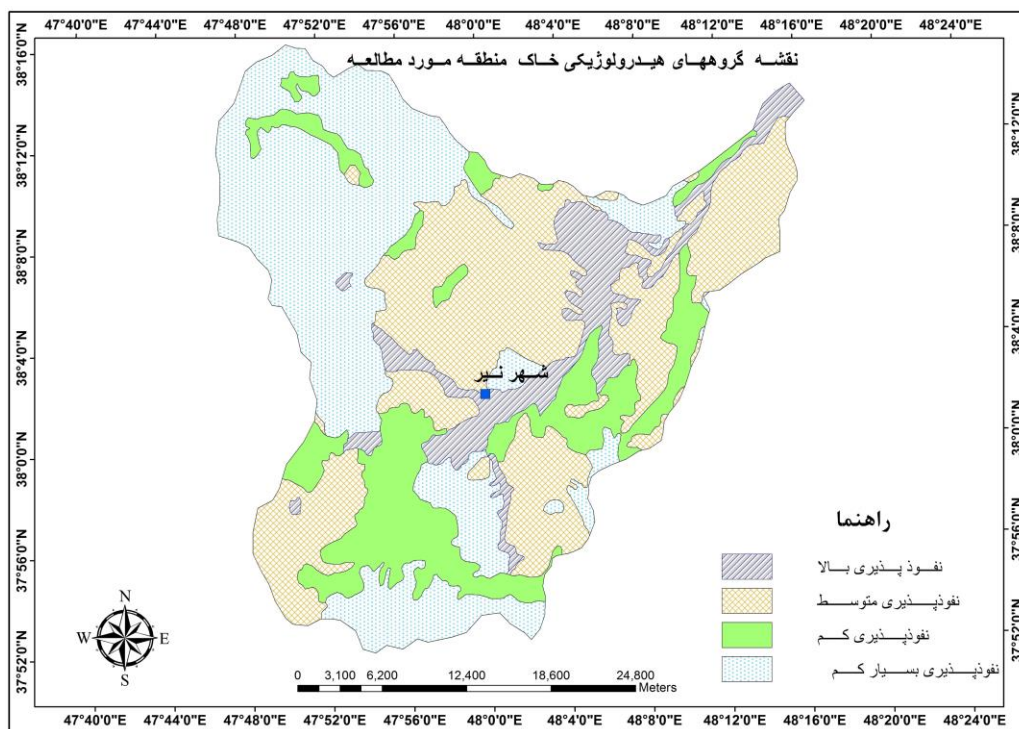 47°40'0"E 47°44'0"E 47°48'0"E 47°52'0"E 47°56'0"E 48°0'0"E 48°4'0"E 48°8'0"E 48°12'0"E 48°16'0"E 48°20'0"E 48°24'0"E
نقشه گروههای هیدرولوژیکی خاک منطقه مورد مطالعه
38°16'0"N
38°12'0"N
38°8'0"N
38°4'0"N
38°0'0"N
37°56'0"N
37°52'0"N
38°12'0"N
38°8'0"N
38°4'0"N
38°0'0"N
37°56'0"N
37°52'0"N
شهر نیر
راهنما
نفوذ پذیری بالا
نفوذپذیری متوسط
نفوذپذیری کم
نفوذپذیری بسیار کم
N
W E
S
0 3,100 6,200 12,400 18,600 24,800
Meters
47°40'0"E 47°44'0"E 47°48'0"E 47°52'0"E 47°56'0"E 48°0'0"E 48°4'0"E 48°8'0"E 48°12'0"E 48°16'0"E 48°20'0"E 48°24'0"E